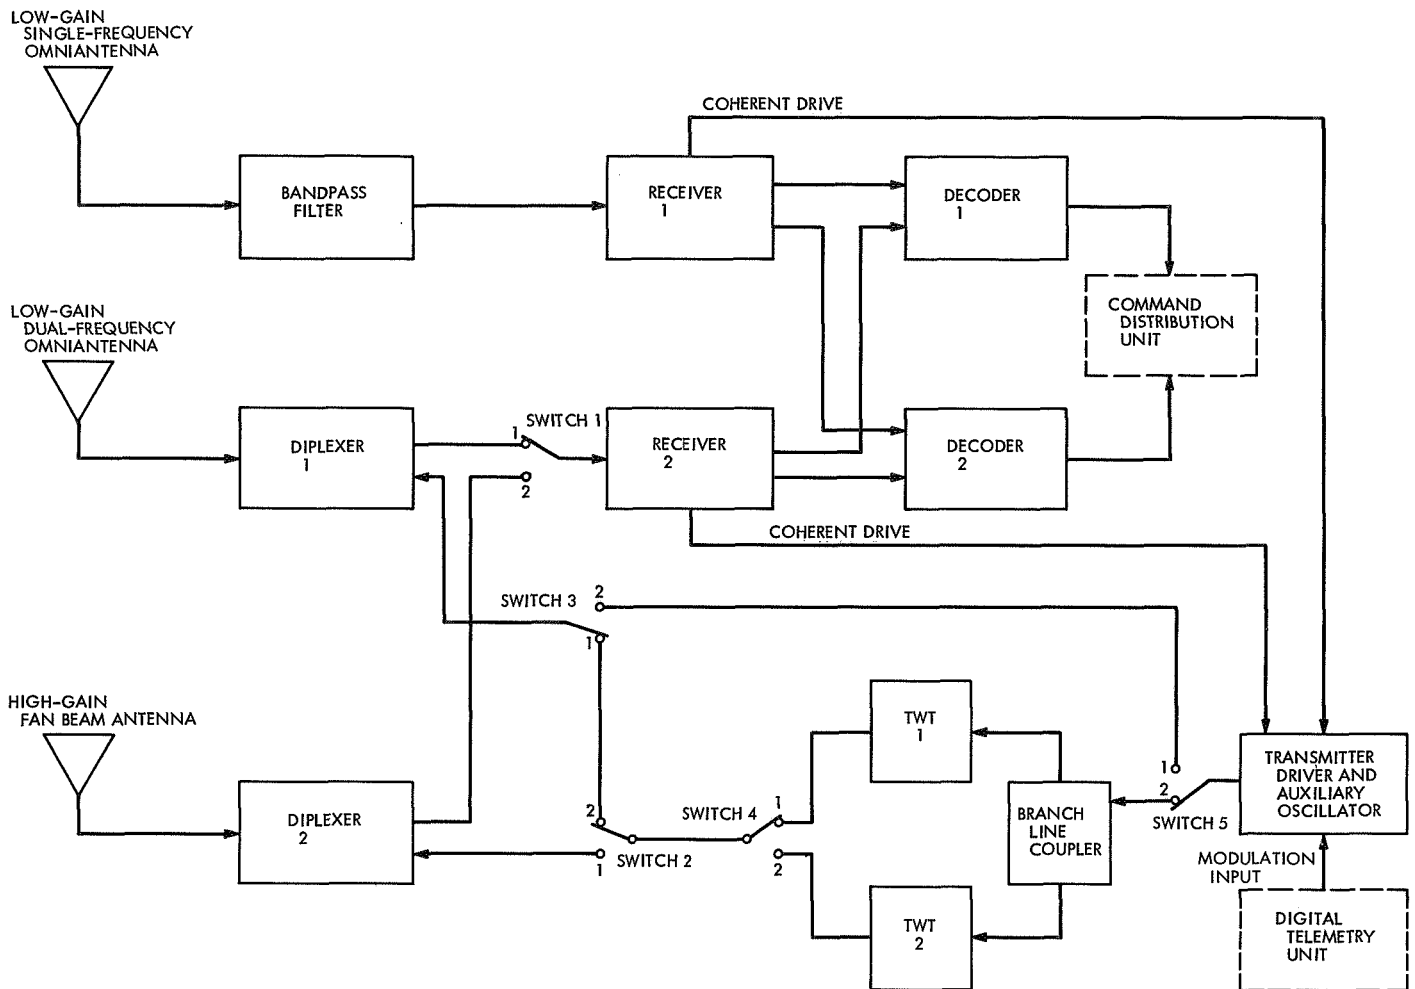 LOW-GAIN
SINGLE-FREQUENCY
OMNIANTENNA
COHERENT DRIVE
BANDPASS
FILTER
RECEIVER
1
DECODER
1
LOW-GAIN
DUAL-FREQUENCY
OMNIANTENNA
COMMAND
DISTRIBUTION
UNIT
DIPLEXER
1
1
SWITCH 1
2
RECEIVER
2
DECODER
2
COHERENT DRIVE
SWITCH 3
2
1
HIGH-GAIN
FAN BEAM ANTENNA
DIPLEXER
2
2
SWITCH 2
1
SWITCH 4
1
2
TWT
1
TWT
2
BRANCH
LINE
COUPLER
1
2
SWITCH 5
TRANSMITTER
DRIVER AND
AUXILIARY
OSCILLATOR
MODULATION
INPUT
DIGITAL
TELEMETRY
UNIT